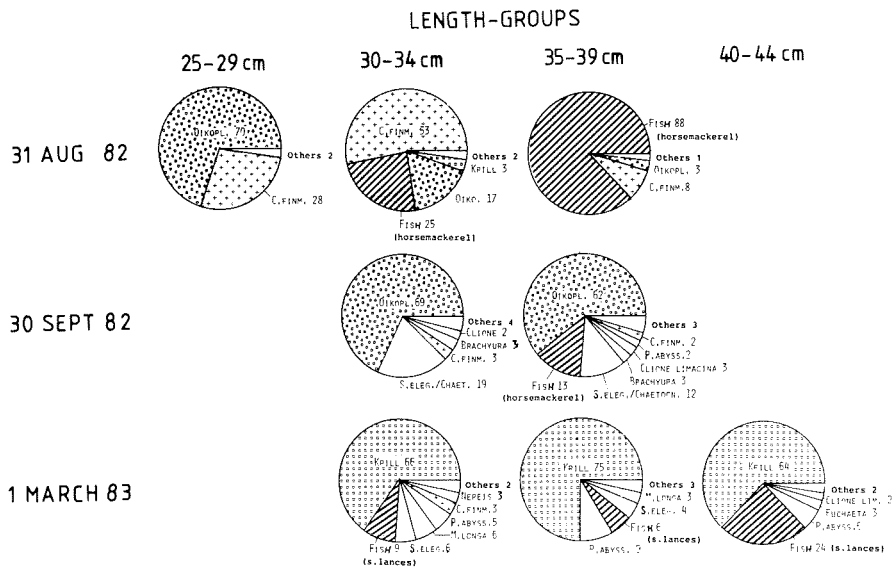 LENGTH-GROUPS
25-29 cm
30-34 cm
35-39 cm
40-44 cm
31 AUG 82
OIKOPL.
Others 2
C.FINM. 28
C.FINM. 53
Others 2
KRILL 3
OIKO. 17
FISH 25
(horsemackerel)
FISH 88
(horsemackerel)
Others 1
OIKOPL. 3
C.FINM.8
30 SEPT 82
OIKOPL.69
Others 4
CLIONE 2
BRACHYURA 3
C.FINM. 3
S.ELEG./CHAET. 19
OIKOPL. 62
Others 3
C.FINM. 2
P.ABYSS.2
CLIONE LIMACINA 3
BRACHYURA 3
S.ELEG./CHAETOGN. 12
FISH 13
(horsemackerel)
1 MARCH 83
KRILL 66
Others 2
NEREIS 3
C.FINM.3
P.ABYSS.5
M.LONGA 6
S.ELEG.6
FISH 9
(s.lances)
KRILL 75
Others 3
M.LONGA 3
S.ELEG. 4
FISH 6
(s.lances)
P.ABYSS.
KRILL 64
Others 2
CLIONE LIM. 2
EUCHAETA 3
P.ABYSS.
FISH 24 (s.lances)